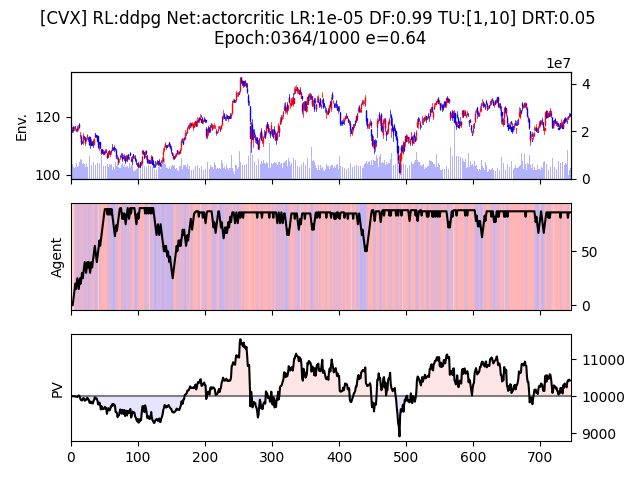 [CVX] RL:ddpg Net:actorcritic LR:1e-05 DF:0.99 TU:[1,10] DRT:0.05
Epoch:0364/1000 e=0.64
1e7
Env.
120
100
4
2
0
Agent
50
0
PV
11000
10000
9000
0 100 200 300 400 500 600 700